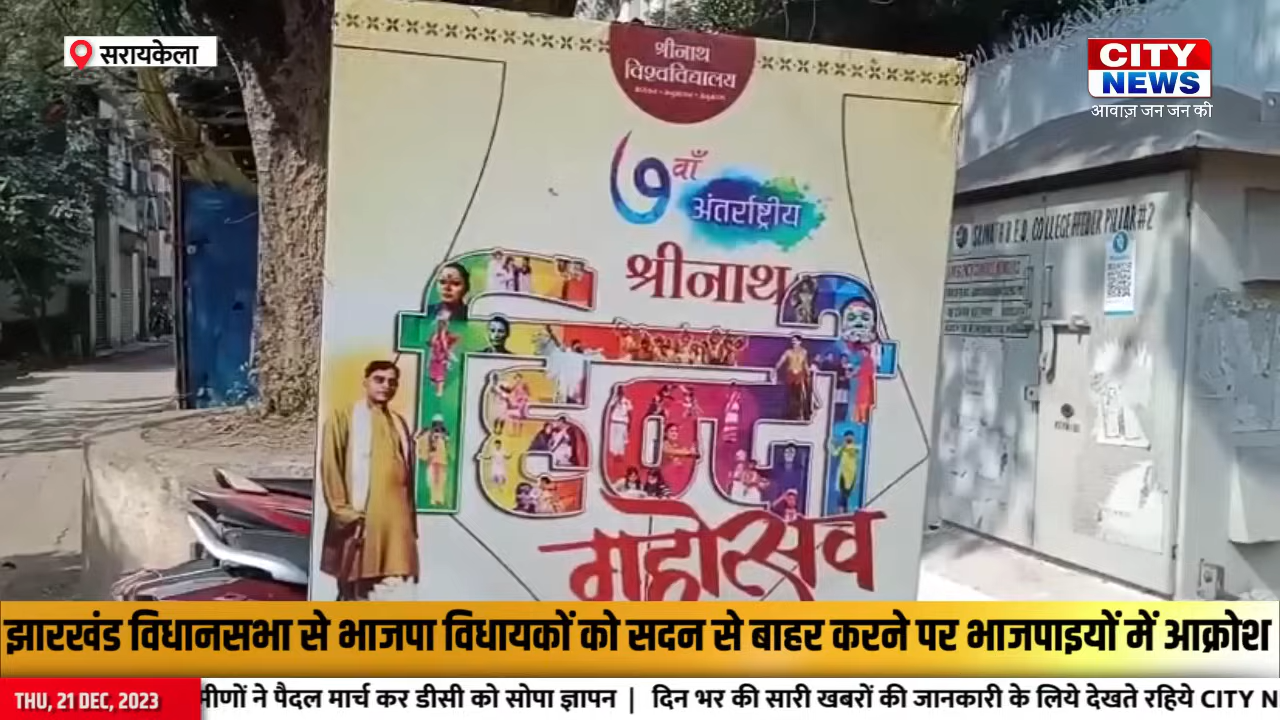 सरायकेला
CITY
NEWS
आवाज़ जन जन की
श्रीनाथ
विश्वविद्यालय
७ वाँ
अंतर्राष्ट्रीय
श्रीनाथ
हिन्दी
महोत्सव
COLLEGE FEEDER PILLAR #2
झारखंड विधानसभा से भाजपा विधायकों को सदन से बाहर करने पर भाजपाइयों में आक्रोश
THU, 21 DEC, 2023
मीणों ने पैदल मार्च कर डीसी को सोपा ज्ञापन | दिन भर की सारी खबरों की जानकारी के लिये देखते रहिये CITY N